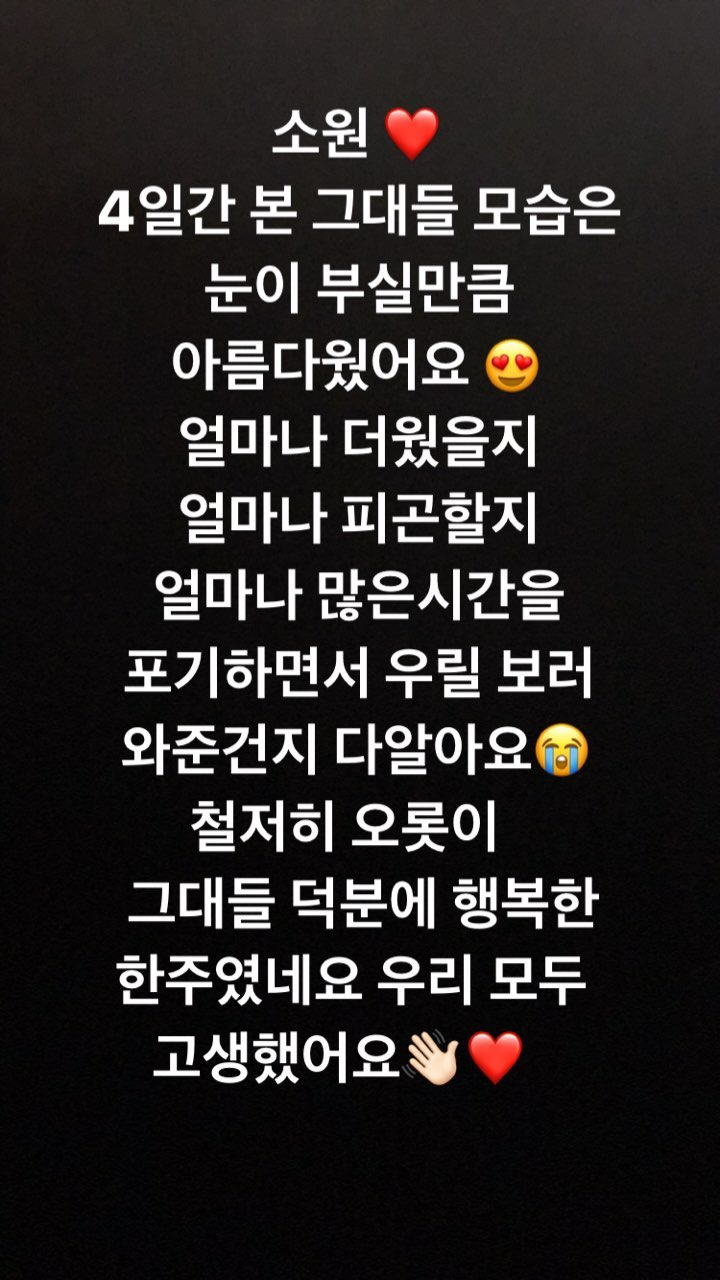 소원 ❤️
4일간 본 그대들 모습은
눈이 부실만큼
아름다웠어요 😍
얼마나 더웠을지
얼마나 피곤할지
얼마나 많은시간을
포기하면서 우릴 보러
와준건지 다알아요😭
철저히 오롯이
그대들 덕분에 행복한
한주였네요 우리 모두
고생했어요👋🏻❤️